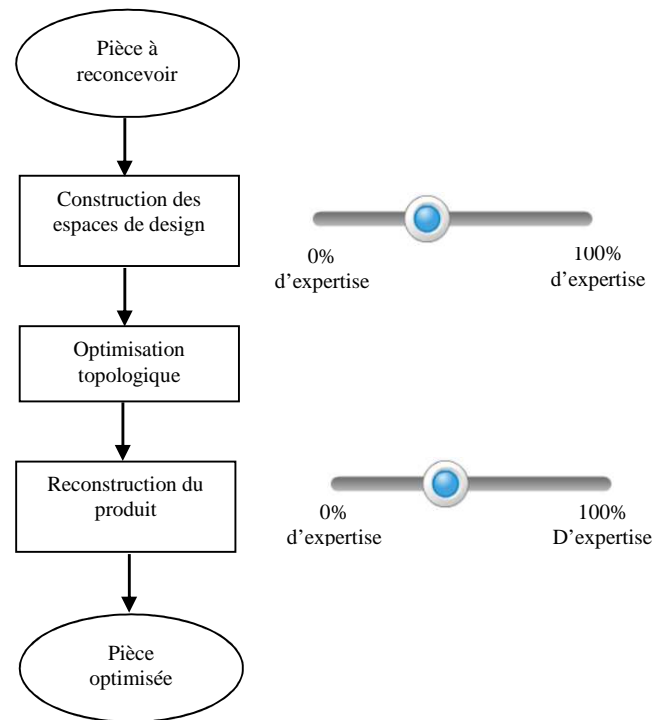 Pièce à
reconcevoir
Construction des
espaces de design
0%
d’expertise
100%
d’expertise
Optimisation
topologique
Reconstruction du
produit
0%
d’expertise
100%
D’expertise
Pièce
optimisée